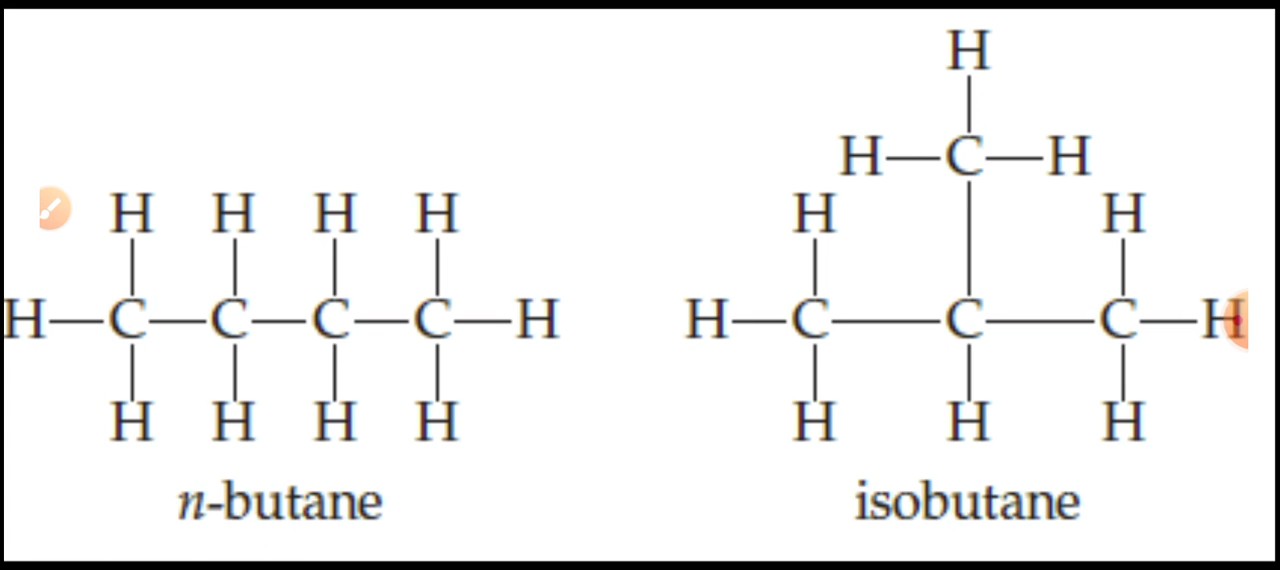 H
H—C—H
H H H H
H H
H—C—C—C—C—H
H—C—C—C—H
H H H H
H H H
n-butane
isobutane